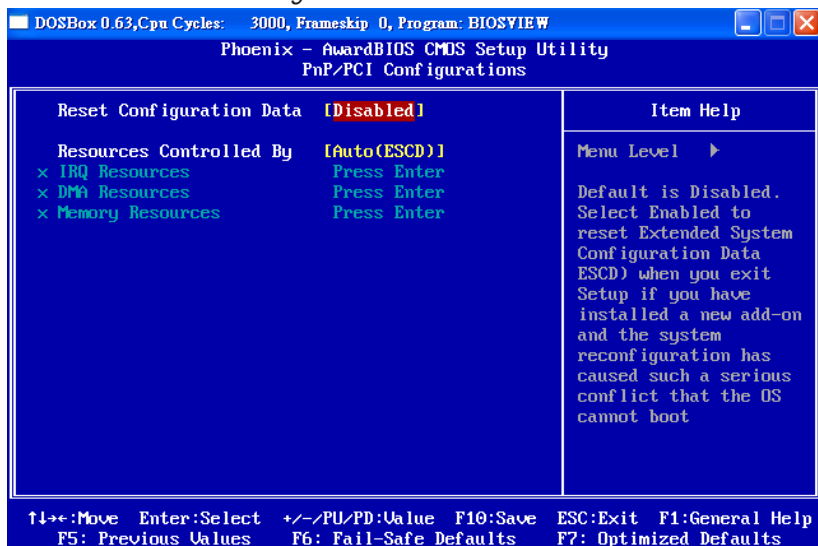 DOSBox 0.63,Cpu Cycles: 3000, Frameskip 0, Program: BIOSVIEW
Phoenix - AwardBIOS CMOS Setup Utility
PnP/PCI Configurations
Reset Configuration Data [Disabled]
Resources Controlled By [Auto(ESCD)]
x IRQ Resources Press Enter
x DMA Resources Press Enter
x Memory Resources Press Enter
Item Help
Menu Level ▶
Default is Disabled.
Select Enabled to
reset Extended System
Configuration Data
ESCD) when you exit
Setup if you have
installed a new add-on
and the system
reconfiguration has
caused such a serious
conflict that the OS
cannot boot
↑↓→←:Move Enter:Select +/-/PU/PD:Value F10:Save ESC:Exit F1:General Help
F5: Previous Values F6: Fail-Safe Defaults F7: Optimized Defaults